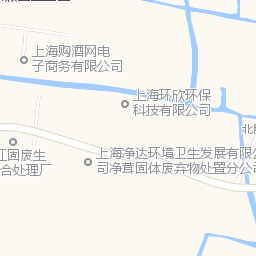 上海购酒网电
子商务有限公司
上海环欣环保
科技有限公司
北
上海净达环境卫生发展有限公
司净茸固体废弃物处置分公
固废生
合处理厂